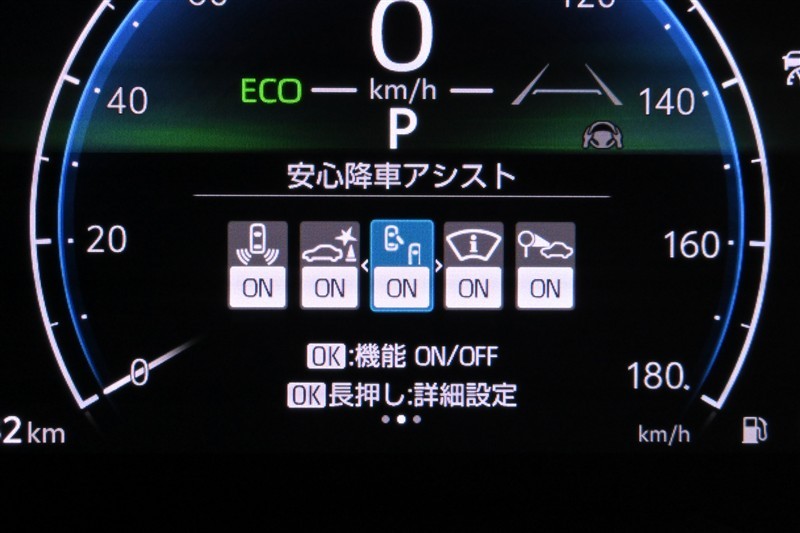 0
ECO
km/h
40
140
P
安心降車アシスト
20
160
i
ON ON ON ON ON
OK:機能 ON/OFF
0
180
OK長押し:詳細設定
2km
km/h